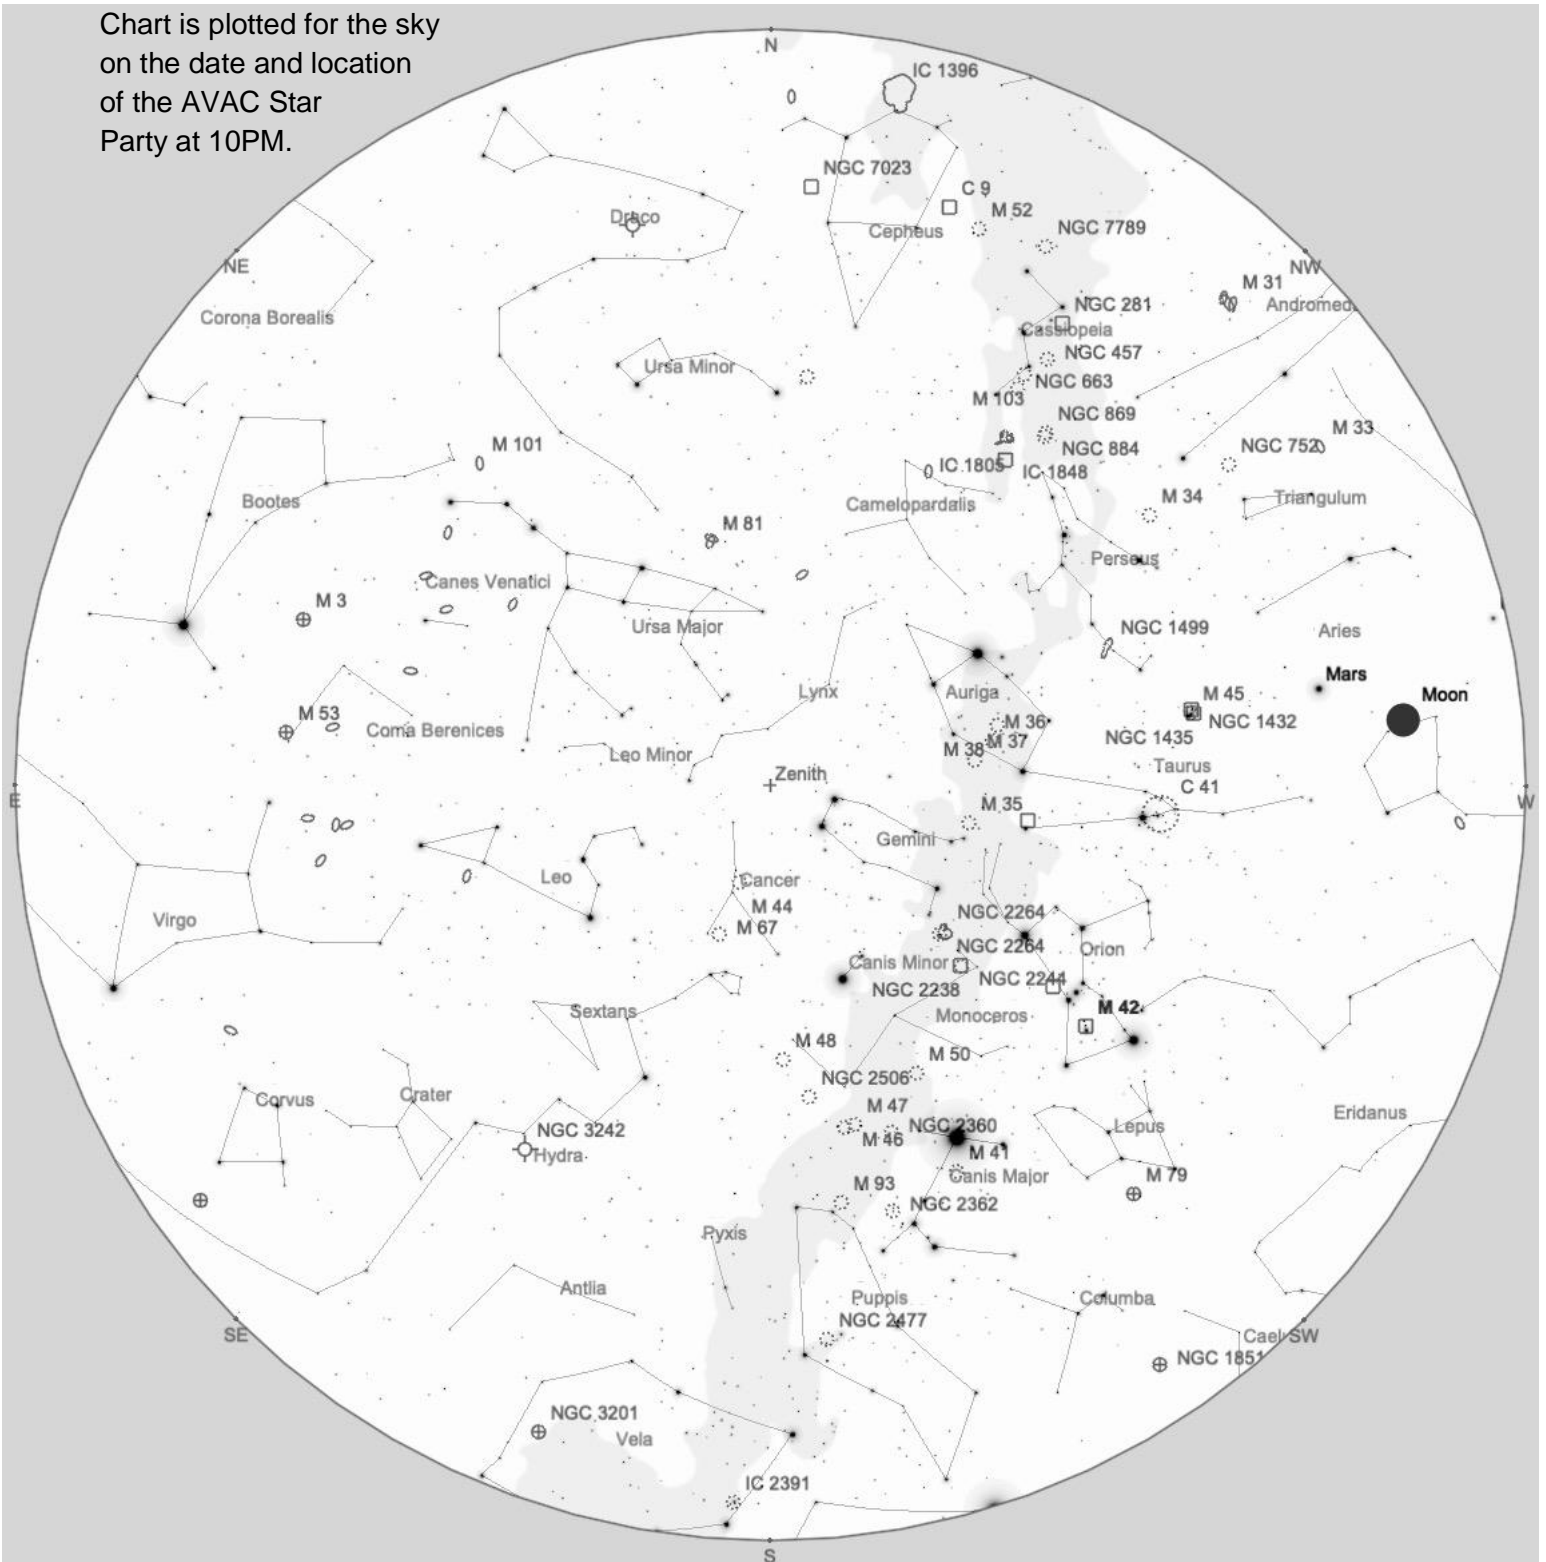 Chart is plotted for the sky
on the date and location
of the AVAC Star
Party at 10PM.
N
IC 1396
NGC 7023
C 9
M 52
Draco
Cepheus
NGC 7789
NE
NW
M 31
Andromed
NGC 281
Corona Borealis
Cassiopeia
NGC 457
Ursa Minor
NGC 663
M 103
NGC 869
M 33
M 101
NGC 884
NGC 752
IC 1805
IC 1848
Bootes
Camelopardalis
M 34
Triangulum
M 81
Perseus
Canes Venatici
M 3
Ursa Major
NGC 1499
Aries
Mars
Lynx
Auriga
M 45
Moon
M 53
M 36
NGC 1432
Coma Berenices
M 38
M 37
NGC 1435
Leo Minor
Taurus
Zenith
C 41
E
W
M 35
Gemini
Leo
Cancer
M 44
NGC 2264
Virgo
M 67
NGC 2264
Orion
Canis Minor
NGC 2244
NGC 2238
Sextans
Monoceros
M 42
M 48
M 50
NGC 2506
Corvus
Crater
M 47
Eridanus
NGC 3242
M 46
NGC 2360
Lepus
Hydra
M 41
Canis Major
M 79
M 93
NGC 2362
Pyxis
Antlia
Puppis
Columba
NGC 2477
SE
Cael
SW
NGC 1851
NGC 3201
Vela
IC 2391
S